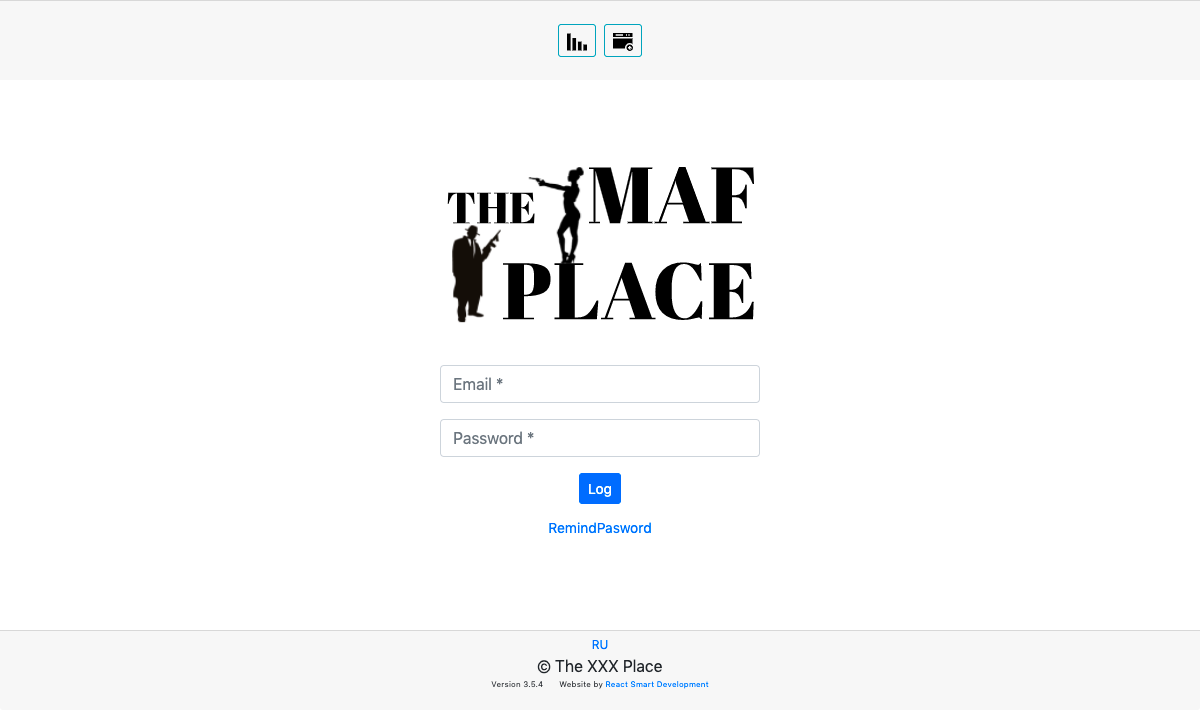 THE MAF
PLACE
Email *
Password *
Log
RemindPasword
RU
© The XXX Place
Version 3.5.4 Website by React Smart Development